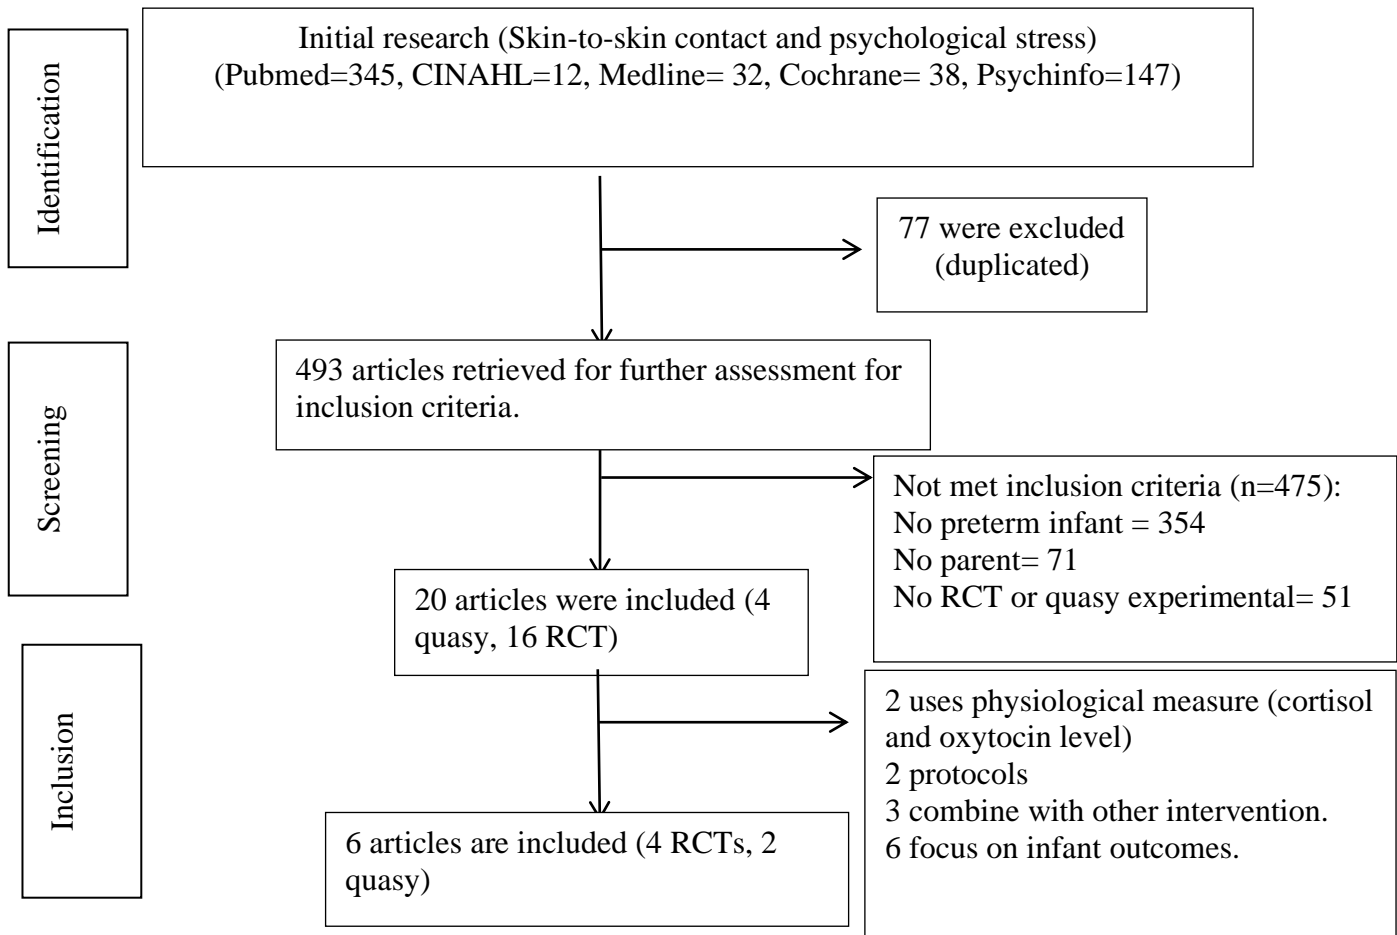 Identification
Initial research (Skin-to-skin contact and psychological stress)
(Pubmed=345, CINAHL=12, Medline= 32, Cochrane= 38, Psychinfo=147)
77 were excluded
(duplicated)
Screening
493 articles retrieved for further assessment for
inclusion criteria.
Not met inclusion criteria (n=475):
No preterm infant = 354
No parent= 71
No RCT or quasy experimental= 51
20 articles were included (4
quasy, 16 RCT)
Inclusion
2 uses physiological measure (cortisol
and oxytocin level)
2 protocols
3 combine with other intervention.
6 focus on infant outcomes.
6 articles are included (4 RCTs, 2
quasy)